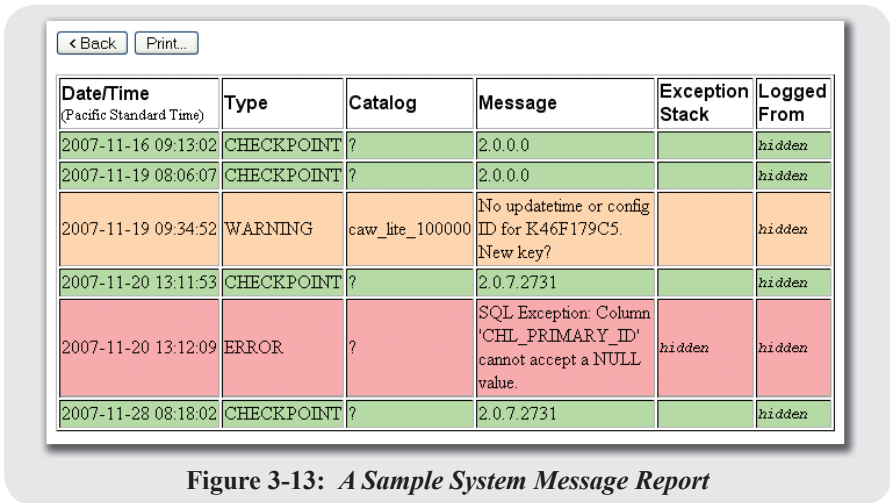 < Back Print...
Date/Time
(Pacific Standard Time)
Type
Catalog
Message
Exception
Stack
Logged
From
2007-11-16 09:13:02 CHECKPOINT ? 2.0.0.0 hidden
2007-11-19 08:06:07 CHECKPOINT ? 2.0.0.0 hidden
2007-11-19 09:34:52 WARNING caw_lite_100000
No updatetime or config
ID for K46F179C5.
New key?
hidden
2007-11-20 13:11:53 CHECKPOINT ? 2.0.7.2731 hidden
2007-11-20 13:12:09 ERROR ?
SQL Exception: Column
'CHL_PRIMARY_ID'
cannot accept a NULL
value.
hidden hidden
2007-11-28 08:18:02 CHECKPOINT ? 2.0.7.2731 hidden
Figure 3-13: A Sample System Message Report